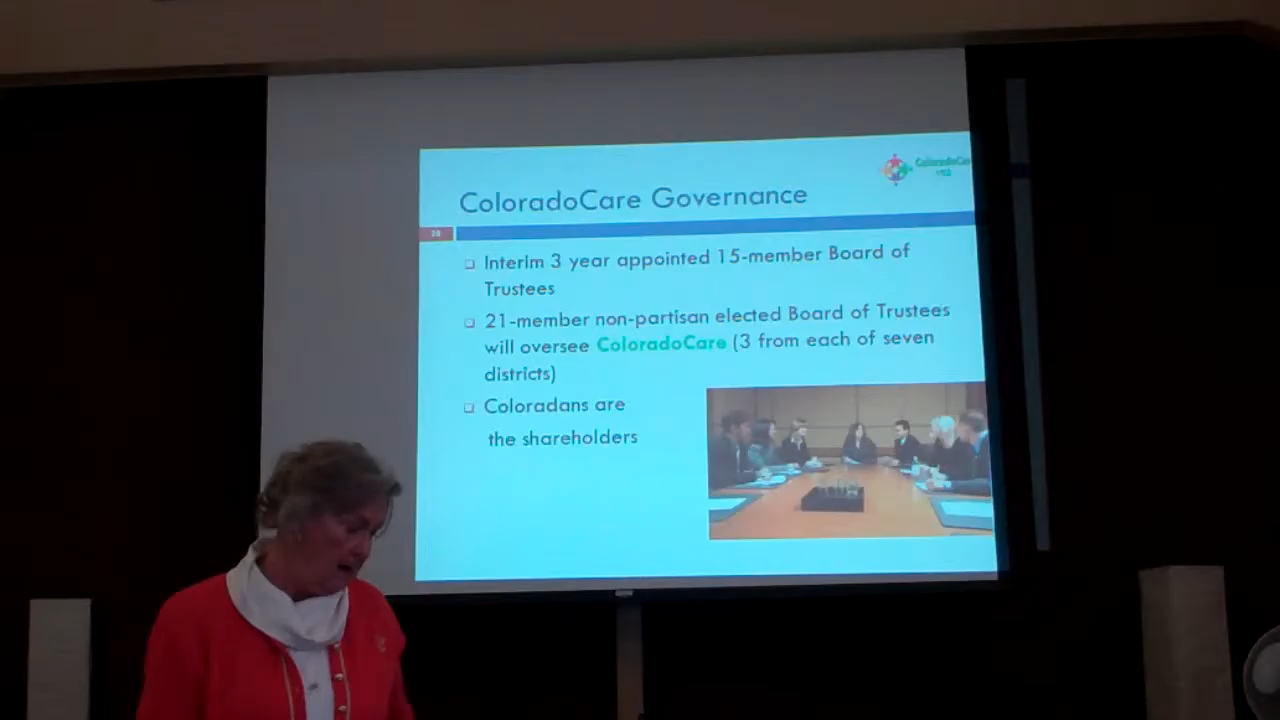 ColoradoCare
ColoradoCare Governance
Interim 3 year appointed 15-member Board of
Trustees
21-member non-partisan elected Board of Trustees
will oversee ColoradoCare (3 from each of seven
districts)
Coloradans are
the shareholders